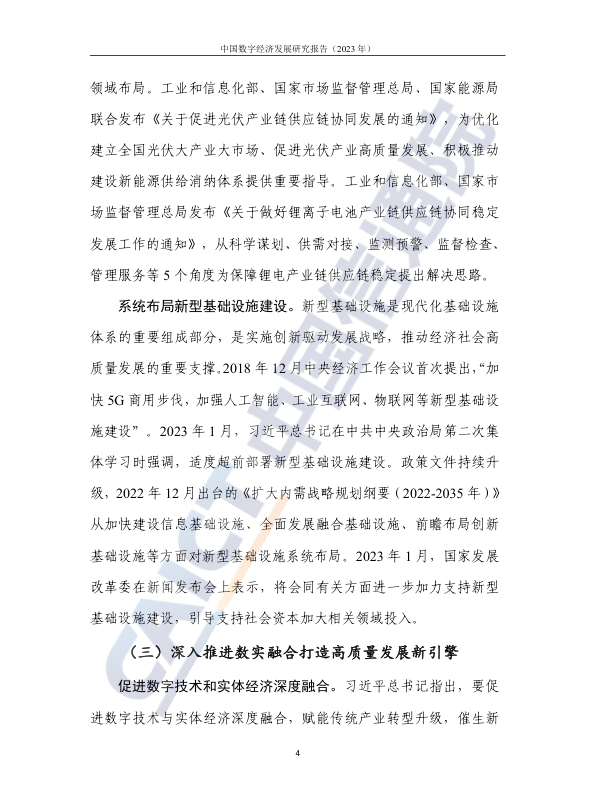 中国数字经济发展研究报告（2023 年）
领域布局。工业和信息化部、国家市场监督管理总局、国家能源局
联合发布《关于促进光伏产业链供应链协同发展的通知》，为优化
建立全国光伏大产业大市场、促进光伏产业高质量发展、积极推动
建设新能源供给消纳体系提供重要指导。工业和信息化部、国家市
场监督管理总局发布《关于做好锂离子电池产业链供应链协同稳定
发展工作的通知》，从科学谋划、供需对接、监测预警、监督检查、
管理服务等 5 个角度为保障锂电产业链供应链稳定提出解决思路。
系统布局新型基础设施建设。新型基础设施是现代化基础设施
体系的重要组成部分，是实施创新驱动发展战略，推动经济社会高
质量发展的重要支撑。2018 年 12 月中央经济工作会议首次提出，“加
快 5G 商用步伐，加强人工智能、工业互联网、物联网等新型基础设
施建设”。2023 年 1 月，习近平总书记在中共中央政治局第二次集
体学习时强调，适度超前部署新型基础设施建设。政策文件持续升
级，2022 年 12 月出台的《扩大内需战略规划纲要（2022-2035 年）》
从加快建设信息基础设施、全面发展融合基础设施、前瞻布局创新
基础设施等方面对新型基础设施系统布局。2023 年 1 月，国家发展
改革委在新闻发布会上表示，将会同有关方面进一步加力支持新型
基础设施建设，引导支持社会资本加大相关领域投入。
（三）深入推进数实融合打造高质量发展新引擎
促进数字技术和实体经济深度融合。习近平总书记指出，要促
进数字技术与实体经济深度融合，赋能传统产业转型升级，催生新
4
CAICT 中国信通院